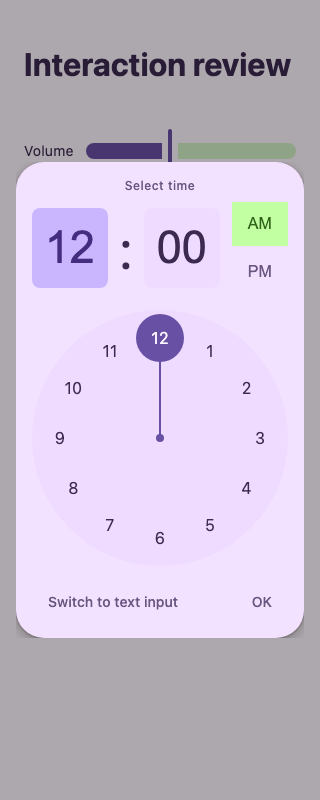 Interaction review
Volume
Select time
12 : 00
AM
PM
12
11
1
10
2
9
3
8
4
7
5
6
Switch to text input
OK